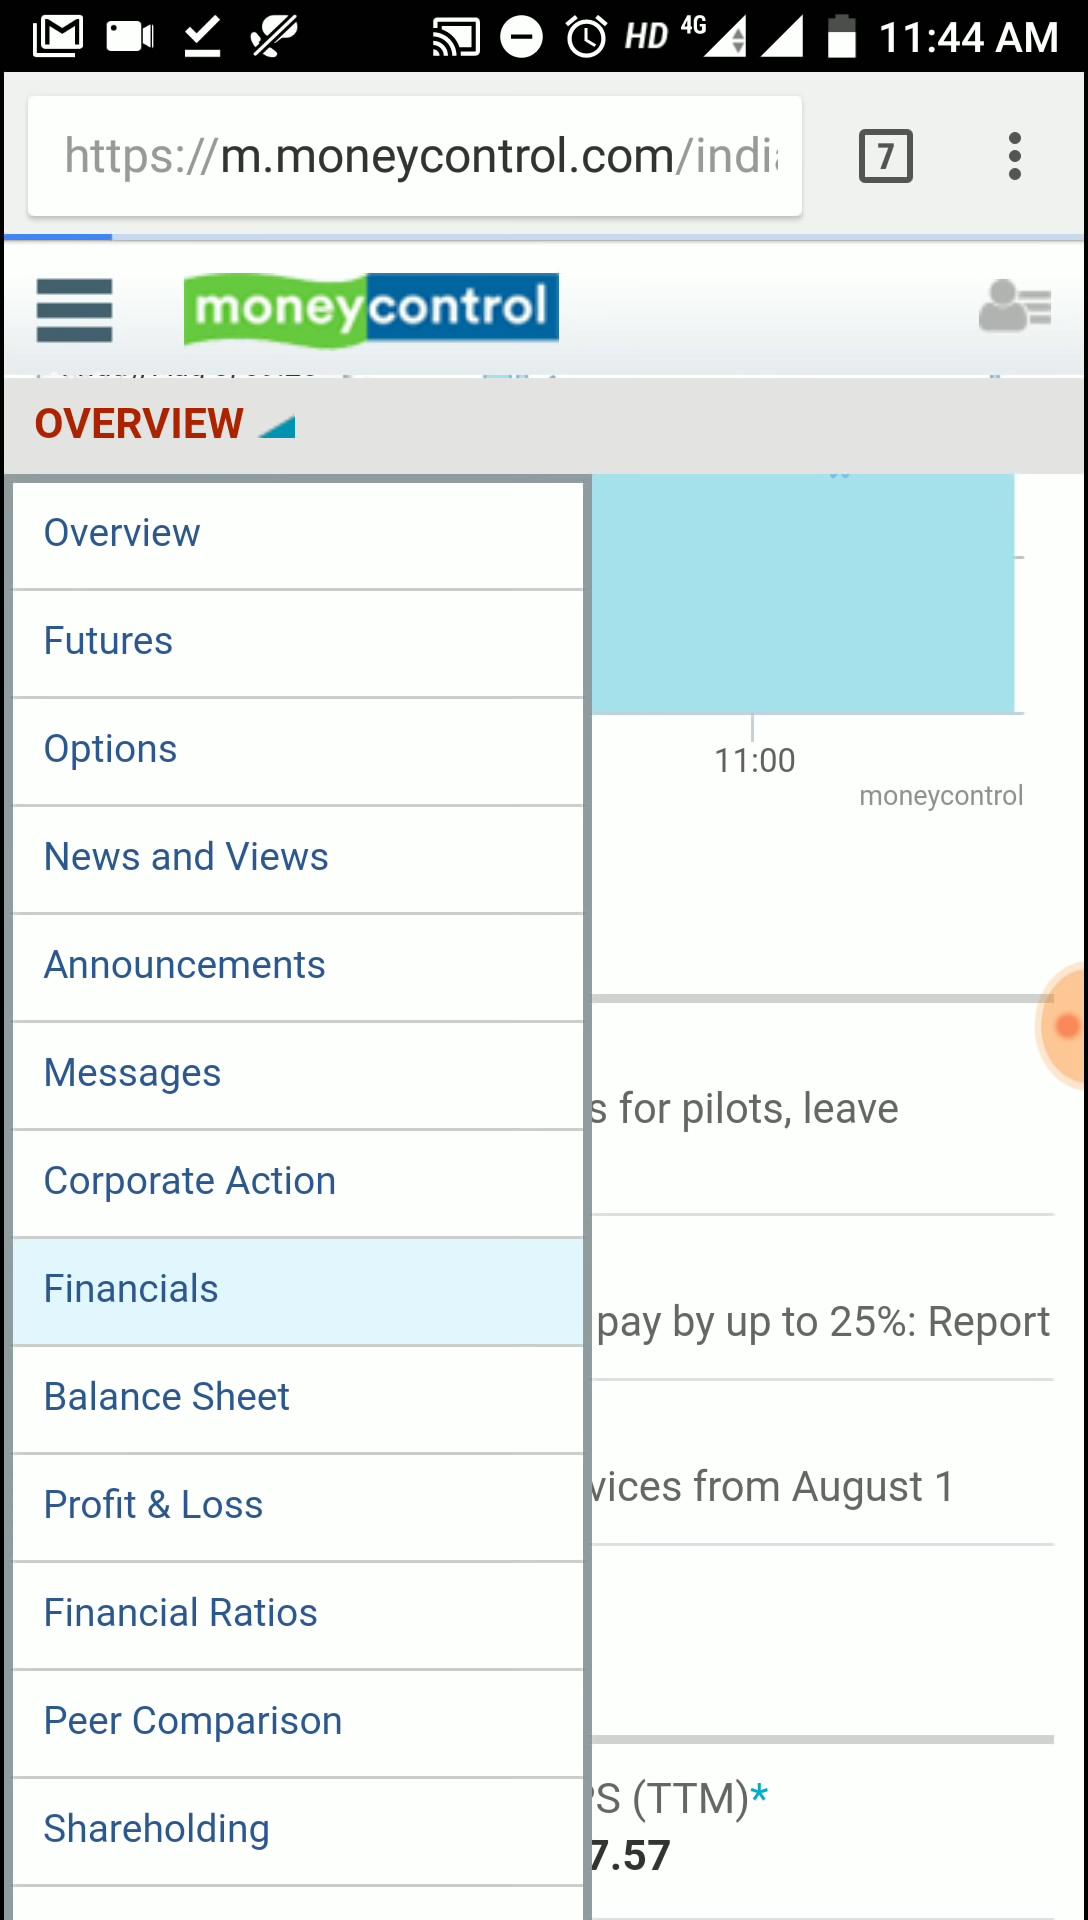 HD 4G 11:44 AM
https://m.moneycontrol.com/indi
7
moneycontrol
OVERVIEW
Overview
Futures
Options
11:00
moneycontrol
News and Views
Announcements
Messages
s for pilots, leave
Corporate Action
Financials
pay by up to 25%: Report
Balance Sheet
Profit & Loss
vices from August 1
Financial Ratios
Peer Comparison
Shareholding
S (TTM)*
7.57